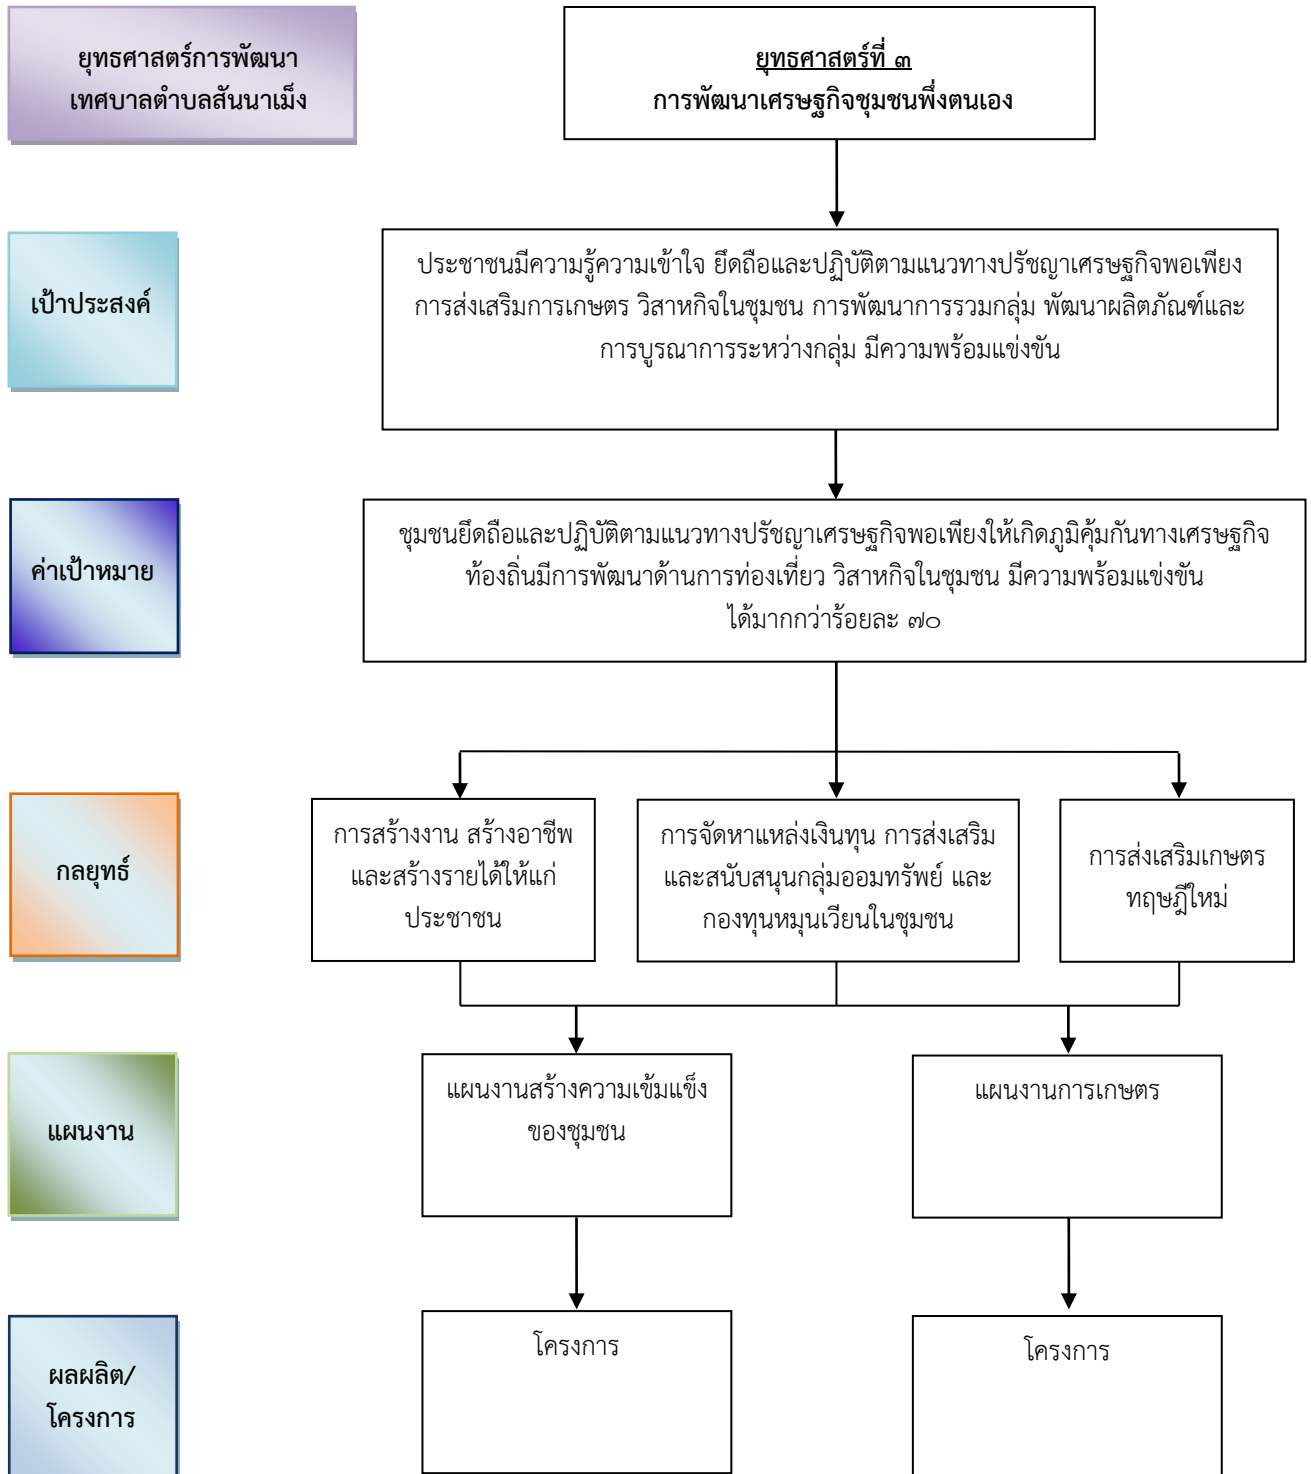 ยุทธศาสตร์การพัฒนา
เทศบาลตำบลสันนาเม็ง
ยุทธศาสตร์ที่ ๓
การพัฒนาเศรษฐกิจชุมชนพึ่งตนเอง
เป้าประสงค์
ประชาชนมีความรู้ความเข้าใจ ยึดถือและปฏิบัติตามแนวทางปรัชญาเศรษฐกิจพอเพียง
การส่งเสริมการเกษตร วิสาหกิจในชุมชน การพัฒนาการรวมกลุ่ม พัฒนาผลิตภัณฑ์และ
การบูรณาการระหว่างกลุ่ม มีความพร้อมแข่งขัน
ค่าเป้าหมาย
ชุมชนยึดถือและปฏิบัติตามแนวทางปรัชญาเศรษฐกิจพอเพียงให้เกิดภูมิคุ้มกันทางเศรษฐกิจ
ท้องถิ่นมีการพัฒนาด้านการท่องเที่ยว วิสาหกิจในชุมชน มีความพร้อมแข่งขัน
ได้มากกว่าร้อยละ ๗๐
กลยุทธ์
การสร้างงาน สร้างอาชีพ
และสร้างรายได้ให้แก่
ประชาชน
การจัดหาแหล่งเงินทุน การส่งเสริม
และสนับสนุนกลุ่มออมทรัพย์ และ
กองทุนหมุนเวียนในชุมชน
การส่งเสริมเกษตร
ทฤษฎีใหม่
แผนงาน
แผนงานสร้างความเข้มแข็ง
ของชุมชน
แผนงานการเกษตร
ผลผลิต/
โครงการ
โครงการ
โครงการ